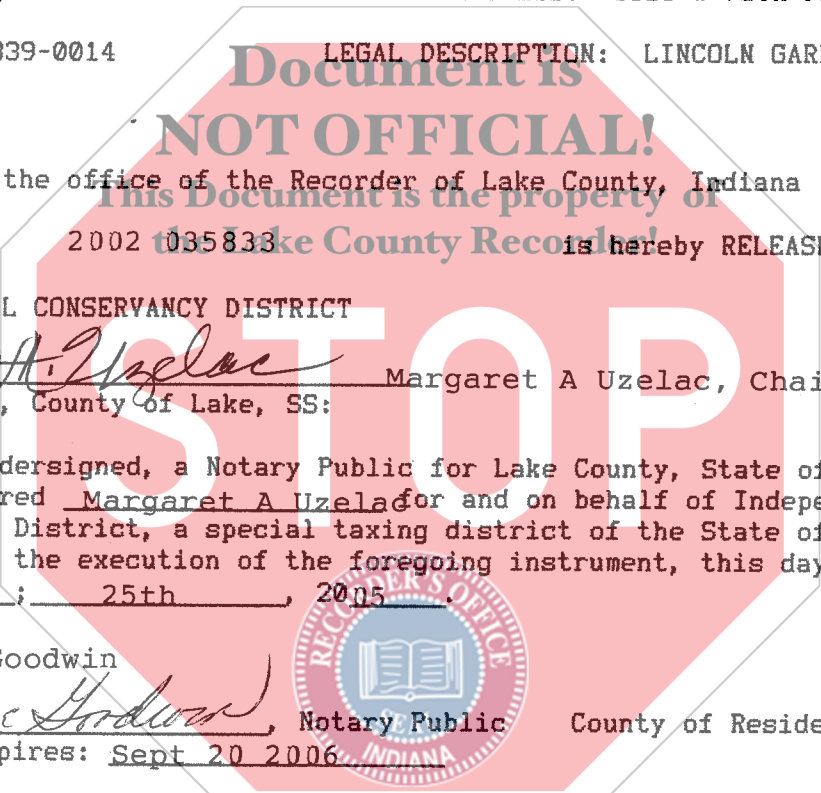 339-0014 LEGAL DESCRIPTION: LINCOLN GAR
Document is
NOT OFFICIAL!
the office of the Recorder of Lake County, Indiana
This Document is the property of
2002 035833 is hereby RELEAS
the Lake County Recorder!
L CONSERVANCY DISTRICT
STOP
A. Uzelac Margaret A Uzelac, Chai
, County of Lake, SS:
dersigned, a Notary Public for Lake County, State of
red Margaret A Uzelac for and on behalf of Indepe
District, a special taxing district of the State of
the execution of the foregoing instrument, this day
; 25th , 2005 .
RECORDER'S OFFICE
SEAL
INDIANA
Goodwin
c Goodwin, Notary Public County of Reside
pires: Sept 20 2006